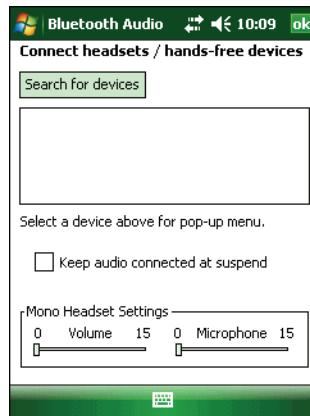 Bluetooth Audio 10:09 ok
Connect headsets / hands-free devices
Search for devices
Select a device above for pop-up menu.
Keep audio connected at suspend
Mono Headset Settings
0 Volume 15 0 Microphone 15